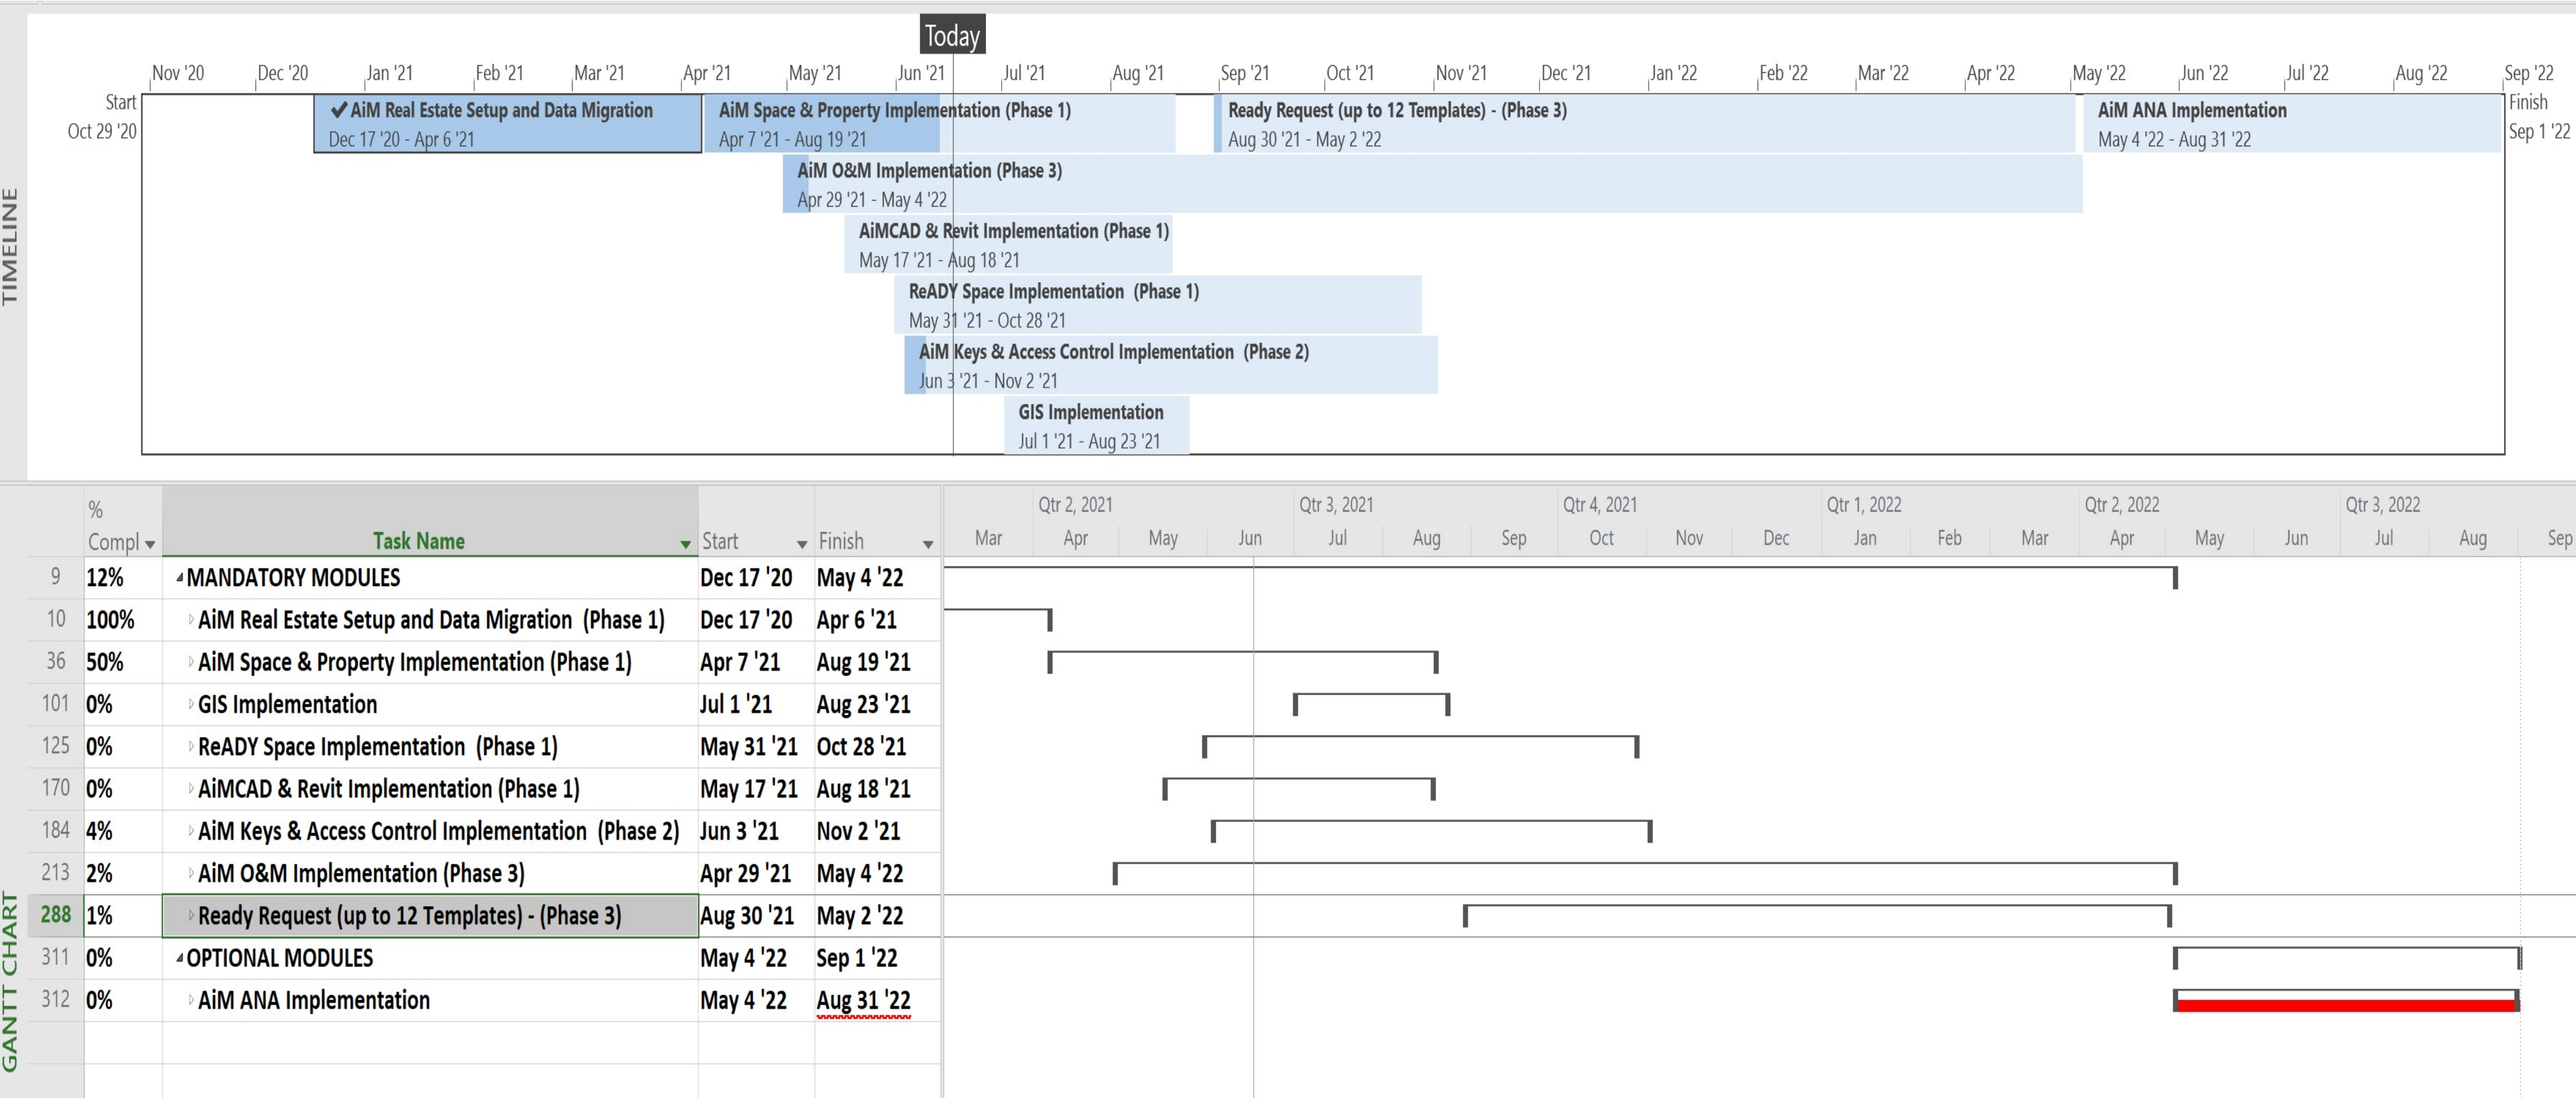 Today
Nov '20 Dec '20 Jan '21 Feb '21 Mar '21 Apr '21 May '21 Jun '21 Jul '21 Aug '21 Sep '21 Oct '21 Nov '21 Dec '21 Jan '22 Feb '22 Mar '22 Apr '22 May '22 Jun '22 Jul '22 Aug '22 Sep '22
TIMELINE
Start
Oct 29 '20
✔AiM Real Estate Setup and Data Migration
Dec 17 '20 - Apr 6 '21
AiM Space & Property Implementation (Phase 1)
Apr 7 '21 - Aug 19 '21
Ready Request (up to 12 Templates) - (Phase 3)
Aug 30 '21 - May 2 '22
AiM ANA Implementation
May 4 '22 - Aug 31 '22
Finish
Sep 1 '22
AiM O&M Implementation (Phase 3)
Apr 29 '21 - May 4 '22
AiMCAD & Revit Implementation (Phase 1)
May 17 '21 - Aug 18 '21
ReADY Space Implementation (Phase 1)
May 31 '21 - Oct 28 '21
AiM Keys & Access Control Implementation (Phase 2)
Jun 3 '21 - Nov 2 '21
GIS Implementation
Jul 1 '21 - Aug 23 '21
GANTT CHART
% Compl Task Name Start Finish
Qtr 2, 2021 Qtr 3, 2021 Qtr 4, 2021 Qtr 1, 2022 Qtr 2, 2022 Qtr 3, 2022
Mar Apr May Jun Jul Aug Sep Oct Nov Dec Jan Feb Mar Apr May Jun Jul Aug Sep
9 12% MANDATORY MODULES Dec 17 '20 May 4 '22
10 100% AiM Real Estate Setup and Data Migration (Phase 1) Dec 17 '20 Apr 6 '21
36 50% AiM Space & Property Implementation (Phase 1) Apr 7 '21 Aug 19 '21
101 0% GIS Implementation Jul 1 '21 Aug 23 '21
125 0% ReADY Space Implementation (Phase 1) May 31 '21 Oct 28 '21
170 0% AiMCAD & Revit Implementation (Phase 1) May 17 '21 Aug 18 '21
184 4% AiM Keys & Access Control Implementation (Phase 2) Jun 3 '21 Nov 2 '21
213 2% AiM O&M Implementation (Phase 3) Apr 29 '21 May 4 '22
288 1% Ready Request (up to 12 Templates) - (Phase 3) Aug 30 '21 May 2 '22
311 0% OPTIONAL MODULES May 4 '22 Sep 1 '22
312 0% AiM ANA Implementation May 4 '22 Aug 31 '22